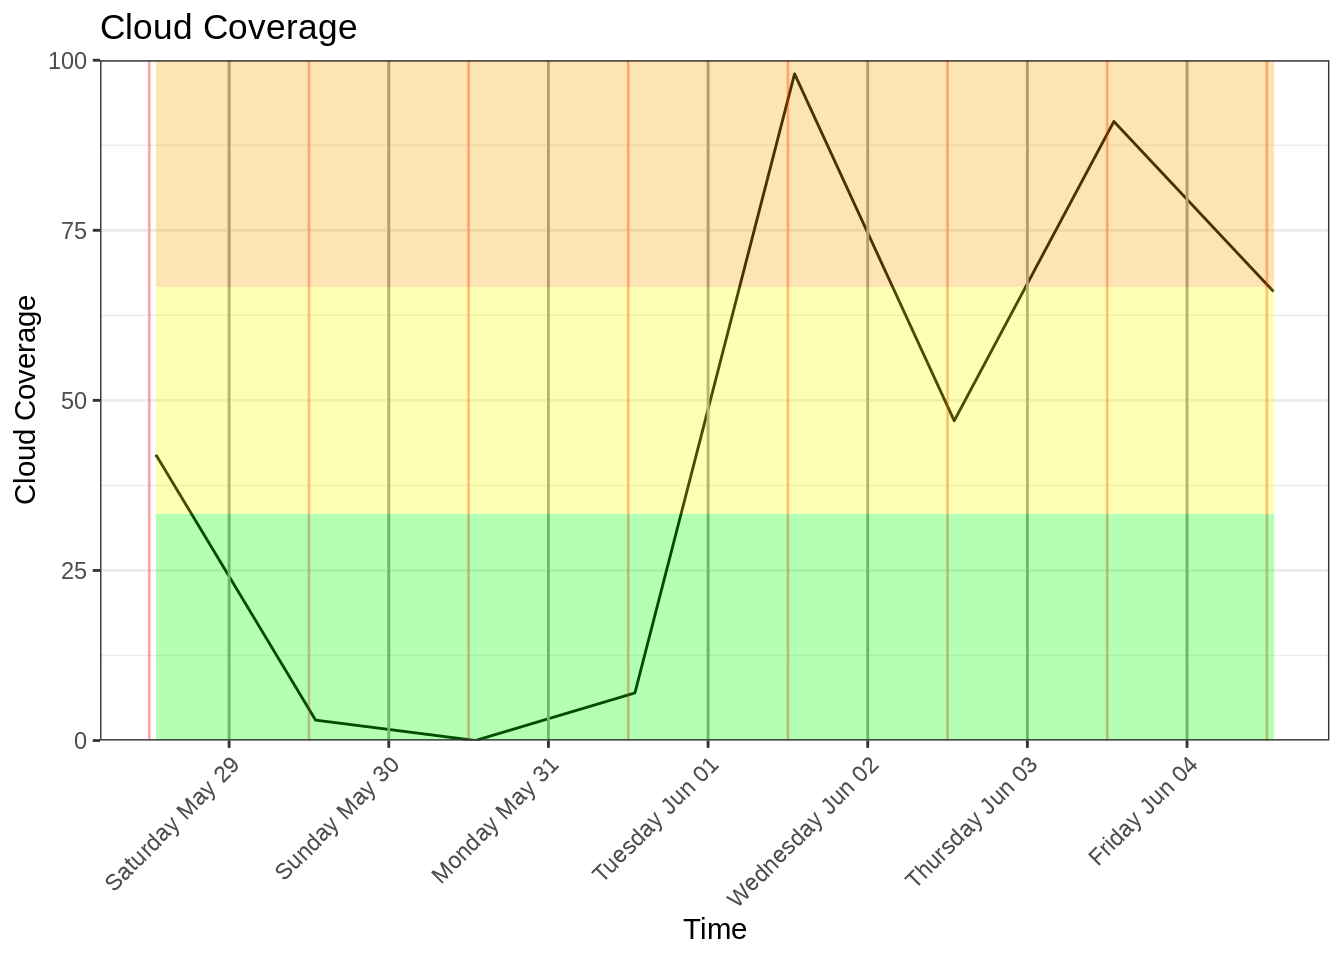 Cloud Coverage
Cloud Coverage
100
75
50
25
0
Saturday May 29
Sunday May 30
Monday May 31
Tuesday Jun 01
Wednesday Jun 02
Thursday Jun 03
Friday Jun 04
Time